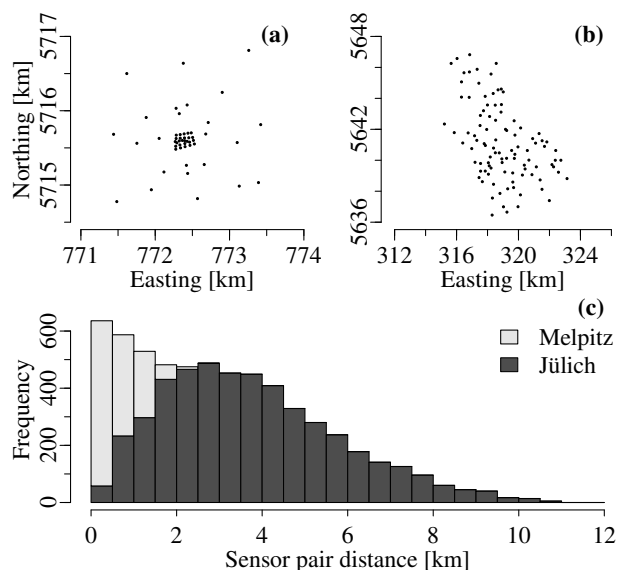 (a)
(b)
5717
5716
5715
Northing [km]
771
772
773
774
Easting [km]
5648
5642
5636
312
316
320
324
Easting [km]
(c)
Melpitz
Jülich
600
400
200
0
Frequency
0
2
4
6
8
10
12
Sensor pair distance [km]